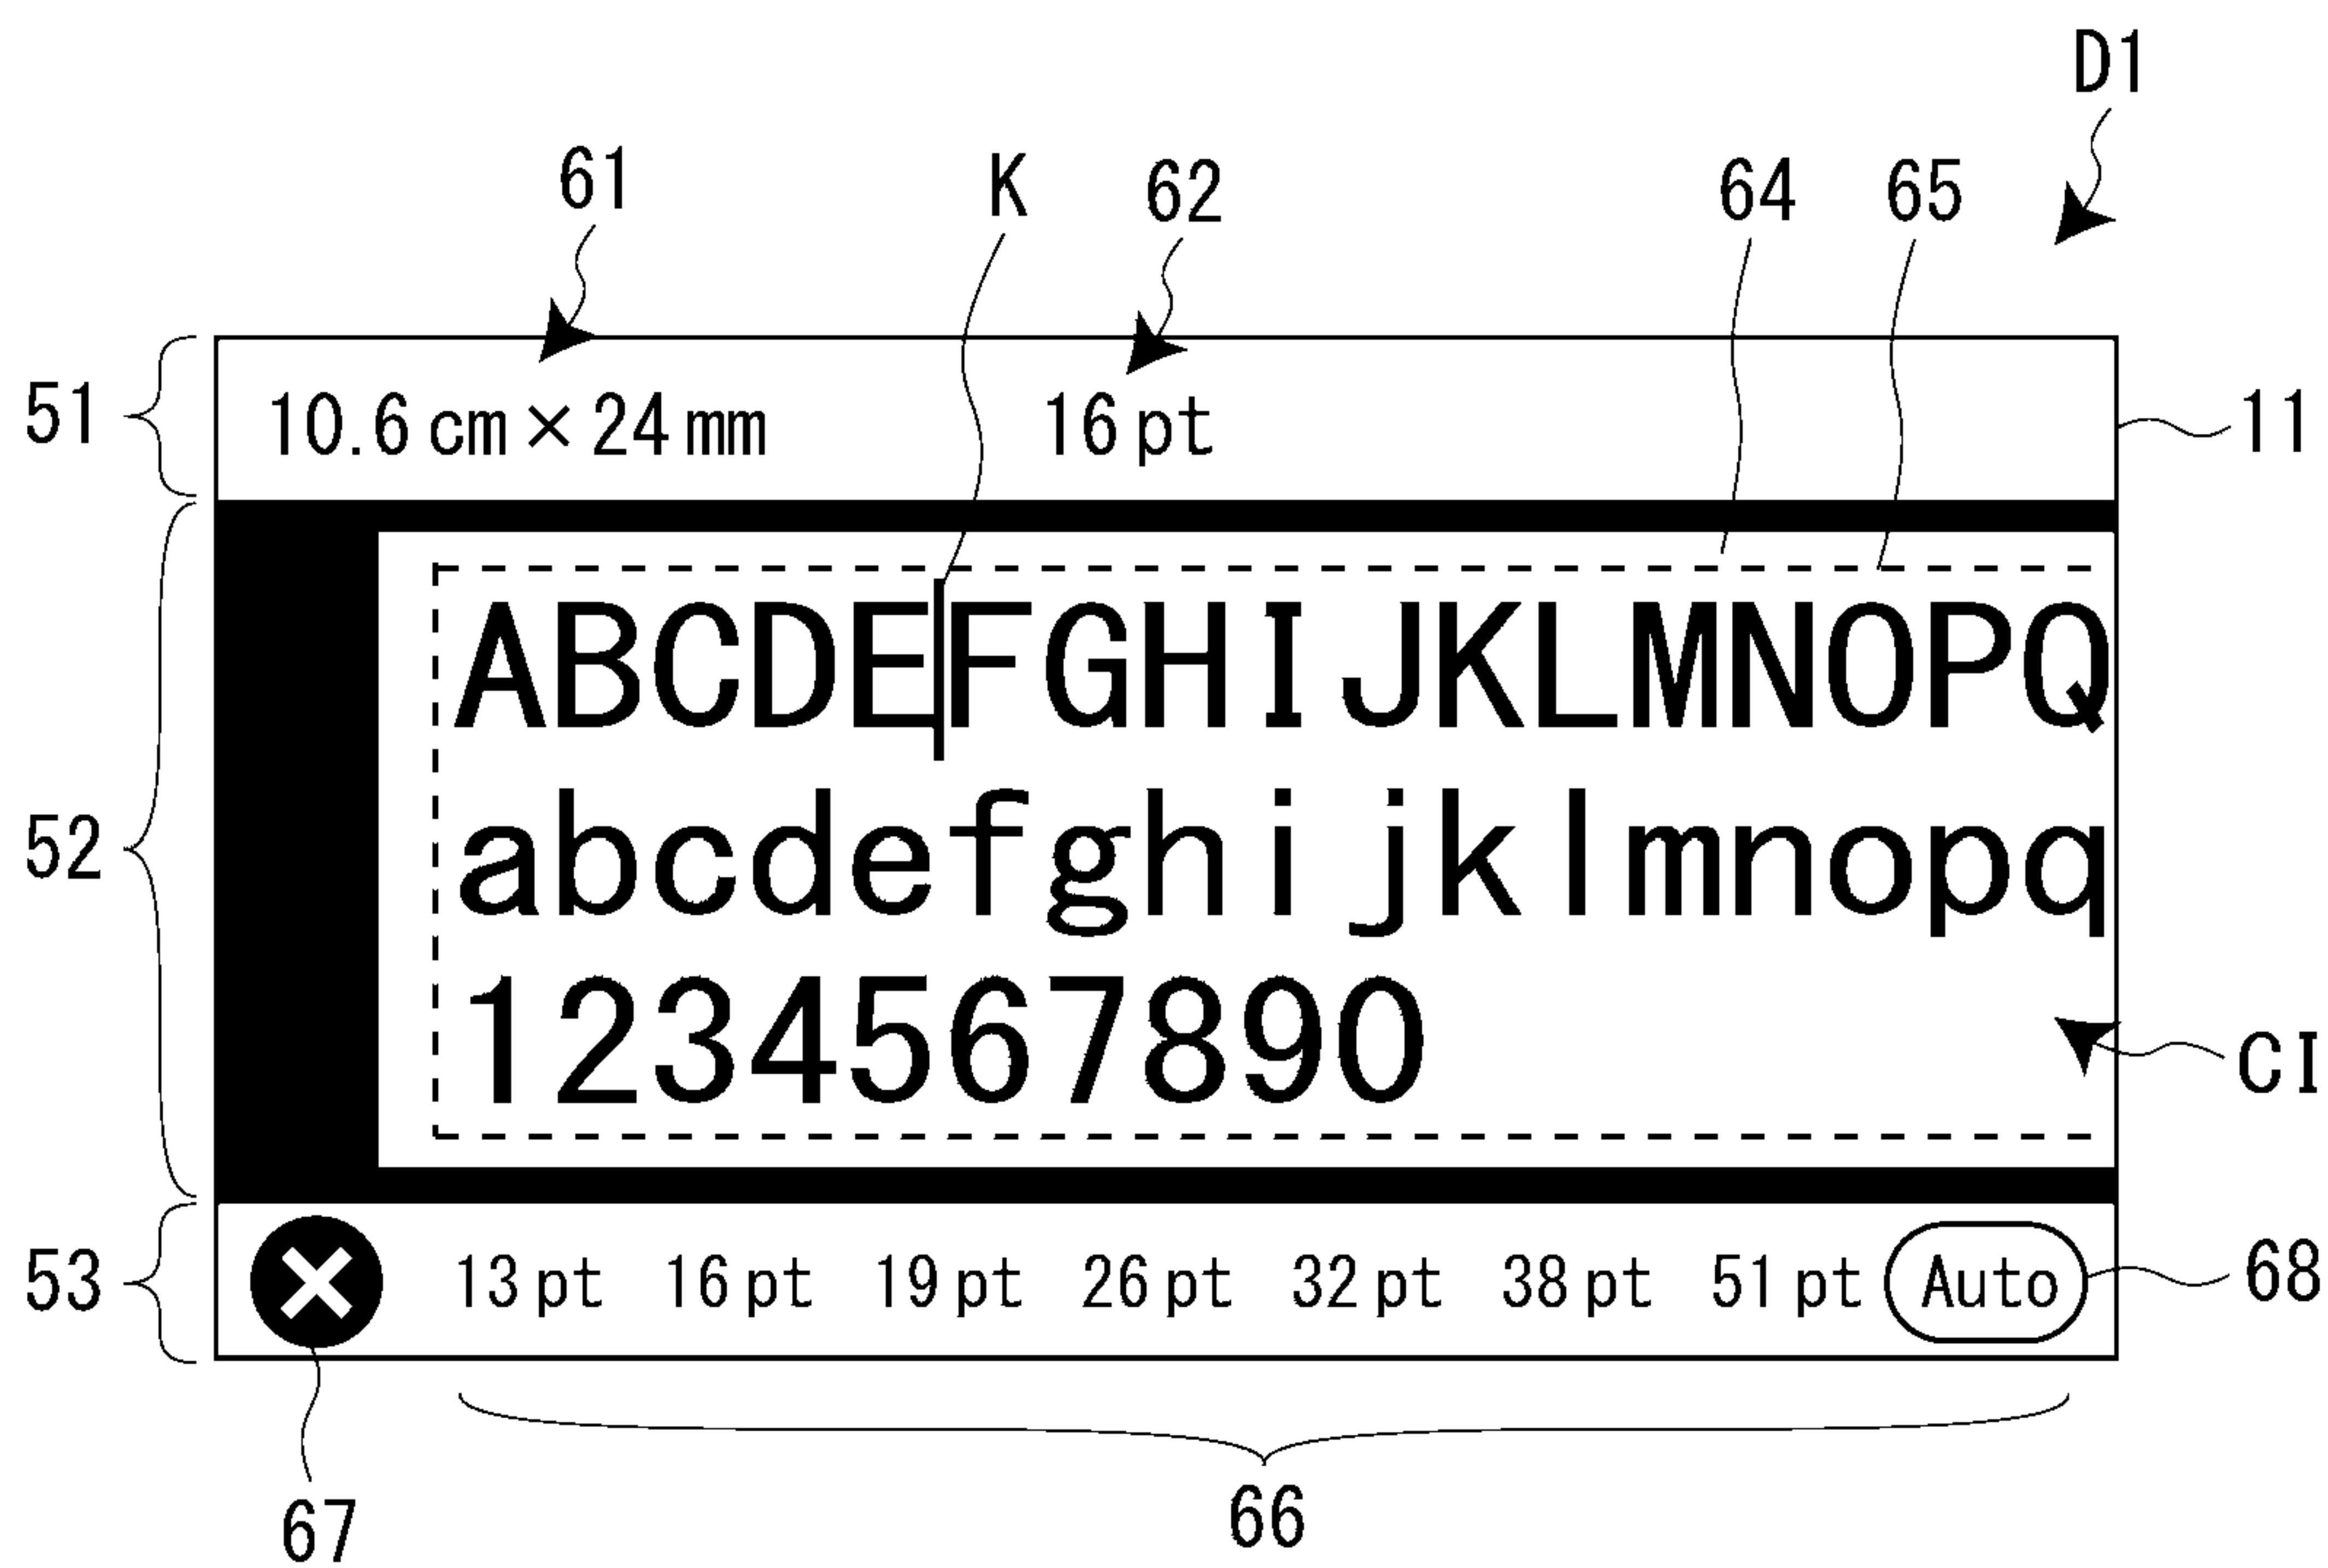 D1
61 K 62 64 65
51 10.6 cm × 24 mm 16 pt 11
ABCDEFGHIJKLMNOPQ
52 abcdefghijklmnopq
1234567890
CI
53 13 pt 16 pt 19 pt 26 pt 32 pt 38 pt 51 pt Auto 68
67 66